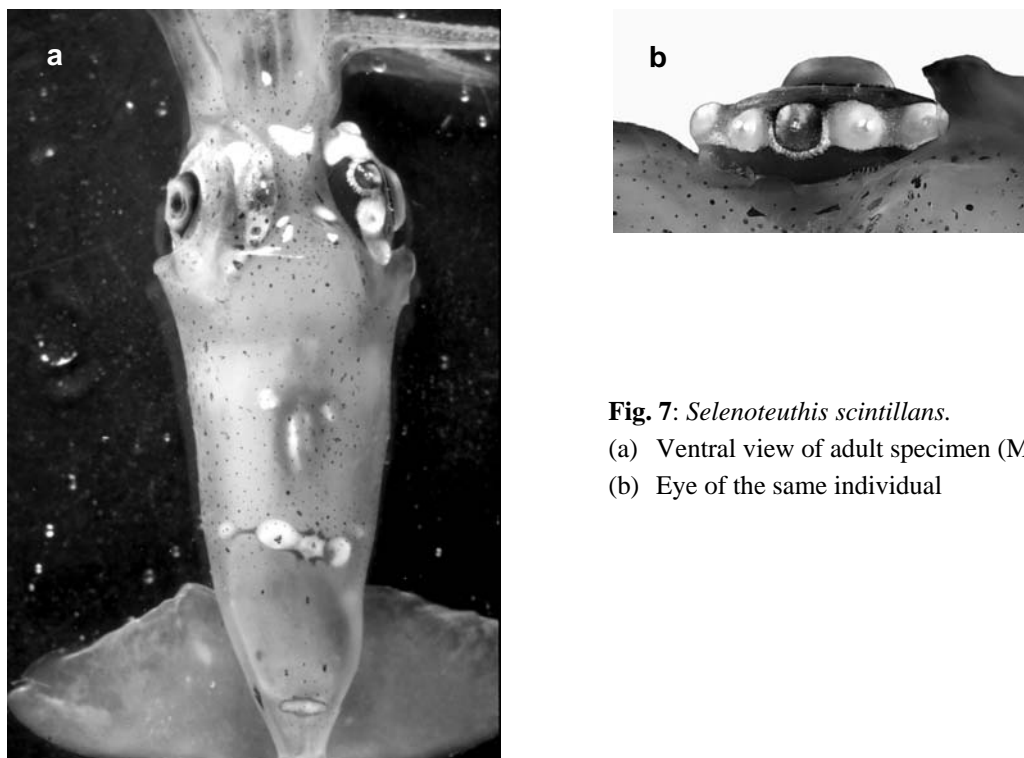 a
b
Fig. 7: Selenoteuthis scintillans.
(a) Ventral view of adult specimen (M
(b) Eye of the same individual